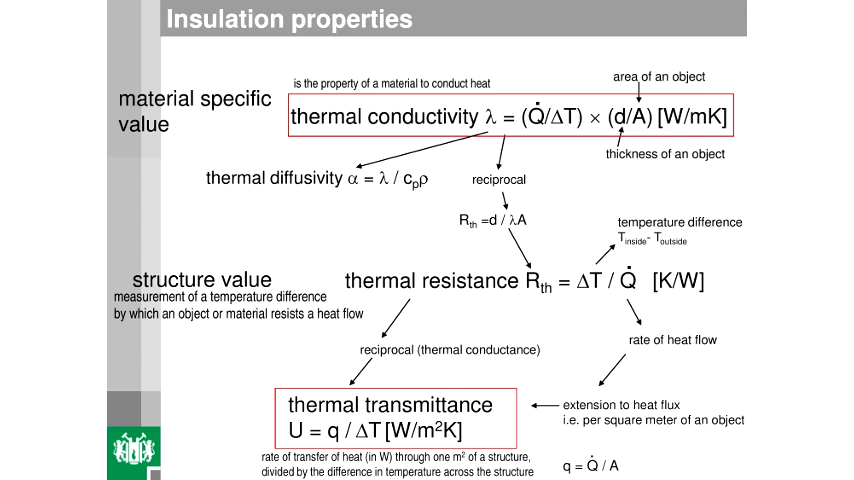 Insulation properties
is the property of a material to conduct heat
area of an object
material specific
value
thermal conductivity λ = (Q̇/ΔT) × (d/A) [W/mK]
thickness of an object
thermal diffusivity α = λ / cₚρ
reciprocal
Rth =d / λA
temperature difference
Tinside- Toutside
structure value
thermal resistance Rth = ΔT / Q̇ [K/W]
measurement of a temperature difference
by which an object or material resists a heat flow
rate of heat flow
reciprocal (thermal conductance)
thermal transmittance
U = q / ΔT [W/m²K]
extension to heat flux
i.e. per square meter of an object
rate of transfer of heat (in W) through one m² of a structure,
divided by the difference in temperature across the structure
q = Q̇ / A